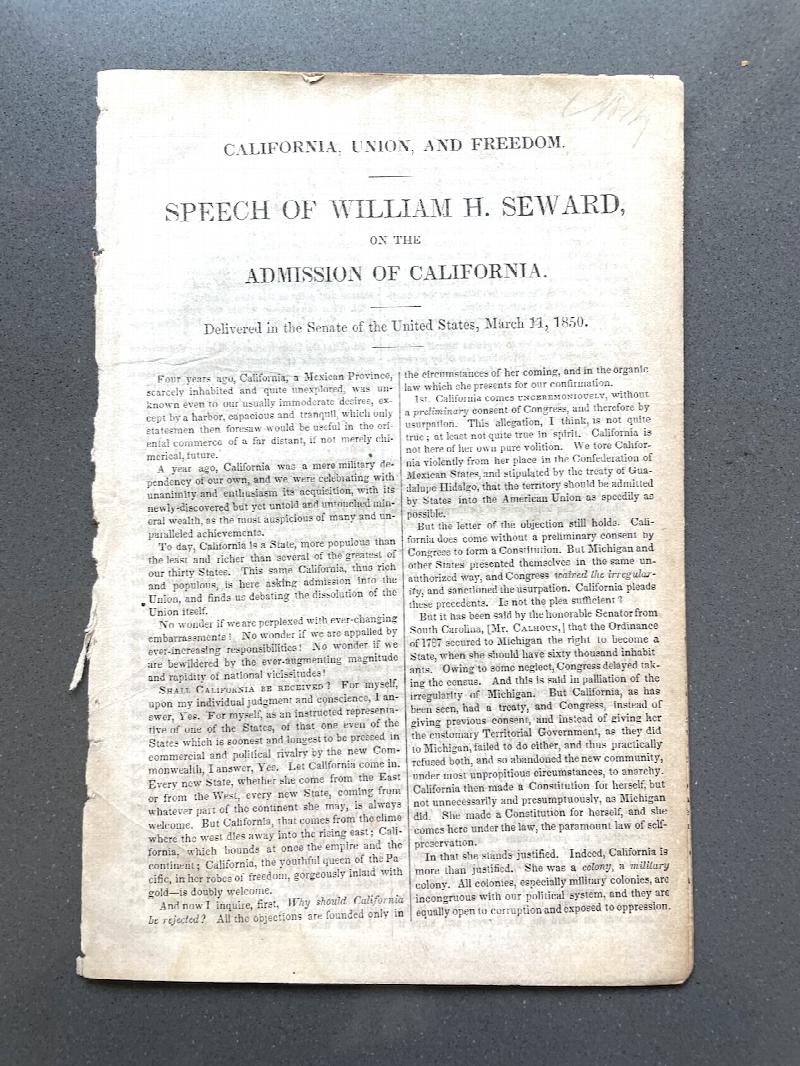 CALIFORNIA, UNION, AND FREEDOM.
SPEECH OF WILLIAM H. SEWARD,
ON THE
ADMISSION OF CALIFORNIA.
Delivered in the Senate of the United States, March 11, 1850.
Four years ago, California, a Mexican Province,
scarcely inhabited and quite unexplored, was un-
known even to our usually immoderate desires, ex-
cept by a harbor, capacious and tranquil, which only
statesmen then foresaw would be useful in the ori-
ental commerce of a far distant, if not merely chi-
merical, future.
A year ago, California was a mere military de-
pendency of our own, and we were celebrating with
unanimity and enthusiasm its acquisition, with its
newly-discovered but yet untold and untouched min-
eral wealth, as the most auspicious of many and un-
paralleled achievements.
To day, California is a State, more populous than
the least and richer than several of the greatest of
our thirty States. This same California, thus rich
and populous, is here asking admission into the
Union, and finds us debating the dissolution of the
Union itself.
No wonder if we are perplexed with ever-changing
embarrassments! No wonder if we are appalled by
ever-increasing responsibilities! No wonder if we
are bewildered by the ever-augmenting magnitude
and rapidity of national vicissitudes!
SHALL CALIFORNIA BE RECEIVED? For myself,
upon my individual judgment and conscience, I an-
swer, Yes. For myself, as an instructed representa-
tive of one of the States, of that one even of the
States which is soonest and longest to be pressed in
commercial and political rivalry by the new Com-
monwealth, I answer, Yes. Let California come in.
Every new State, whether she come from the East
or from the West, every new State, coming from
whatever part of the continent she may, is always
welcome. But California, that comes from the clime
where the west dies away into the rising east; Cali-
fornia, which bounds at once the empire and the
continent; California, the youthful queen of the Pa-
cific, in her robes of freedom, gorgeously inlaid with
gold—is doubly welcome.
And now I inquire, first, Why should California
be rejected? All the objections are founded only in
the circumstances of her coming, and in the organic
law which she presents for our confirmation.
1st. California comes UNCEREMONIOUSLY, without
a preliminary consent of Congress, and therefore by
usurpation. This allegation, I think, is not quite
true; at least not quite true in spirit. California is
not here of her own pure volition. We tore Califor-
nia violently from her place in the Confederation of
Mexican States, and stipulated by the treaty of Gua-
dalupe Hidalgo, that the territory should be admitted
by States into the American Union as speedily as
possible.
But the letter of the objection still holds. Cali-
fornia does come without a preliminary consent by
Congress to form a Constitution. But Michigan and
other States presented themselves in the same un-
authorized way, and Congress waived the irregular-
ity, and sanctioned the usurpation. California pleads
these precedents. Is not the plea sufficient?
But it has been said by the honorable Senator from
South Carolina, [Mr. CALHOUN,] that the Ordinance
of 1787 secured to Michigan the right to become a
State, when she should have sixty thousand inhabit
ants. Owing to some neglect, Congress delayed tak-
ing the census. And this is said in palliation of the
irregularity of Michigan. But California, as has
been seen, had a treaty, and Congress, instead of
giving previous consent, and instead of giving her
the customary Territorial Government, as they did
to Michigan, failed to do either, and thus practically
refused both, and so abandoned the new community,
under most unpropitious circumstances, to anarchy.
California then made a Constitution for herself, but
not unnecessarily and presumptuously, as Michigan
did. She made a Constitution for herself, and she
comes here under the law, the paramount law of self-
preservation.
In that she stands justified. Indeed, California is
more than justified. She was a colony, a military
colony. All colonies, especially military colonies, are
incongruous with our political system, and they are
equally open to corruption and exposed to oppression.